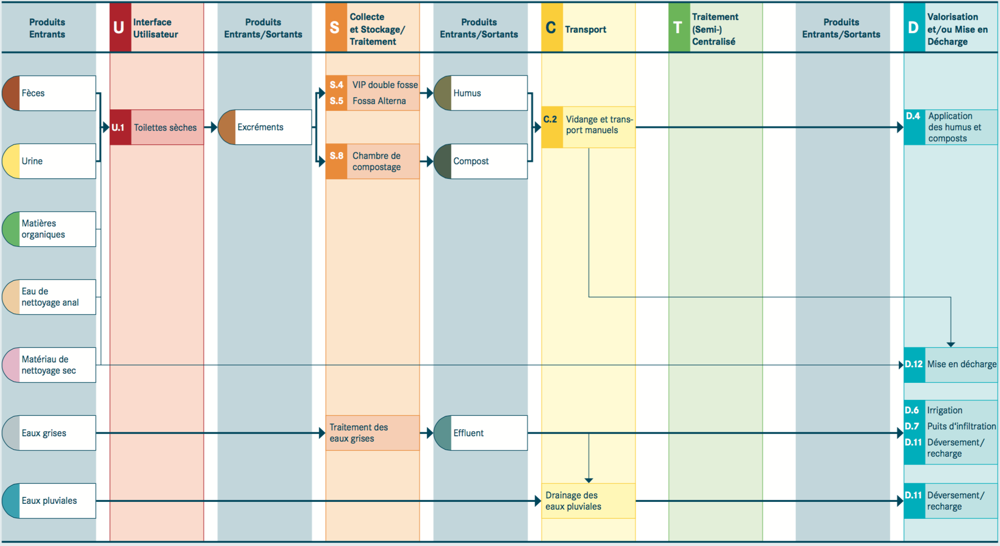 Produits
Entrants
U
Interface
Utilisateur
Produits
Entrants/Sortants
S
Collecte
et Stockage/
Traitement
Produits
Entrants/Sortants
C
Transport
T
Traitement
(Semi-)
Centralisé
Produits
Entrants/Sortants
D
Valorisation
et/ou Mise en
Décharge
Fèces
Urine
Matières
organiques
Eau de
nettoyage anal
Matériau de
nettoyage sec
Eaux grises
Eaux pluviales
U.1 Toilettes sèches
Excréments
S.4 VIP double fosse
S.5 Fossa Alterna
S.8 Chambre de
compostage
Traitement des
eaux grises
Humus
Compost
Effluent
C.2 Vidange et trans-
port manuels
Drainage des
eaux pluviales
D.4 Application
des humus et
composts
D.12 Mise en décharge
D.6 Irrigation
D.7 Puits d‘infiltration
D.11 Déversement/
recharge
D.11 Déversement/
recharge